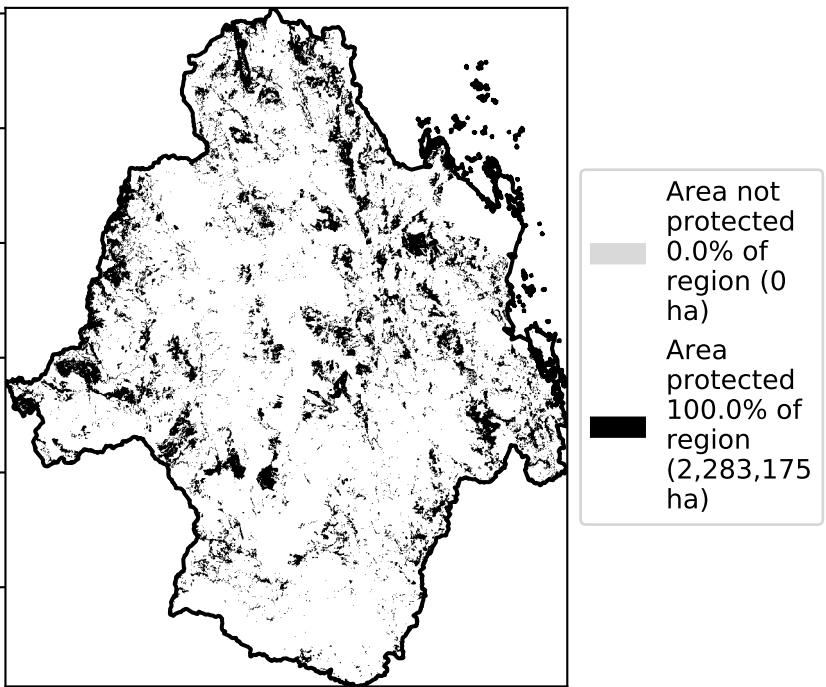 Area not
protected
0.0% of
region (0
ha)
Area
protected
100.0% of
region
(2,283,175
ha)